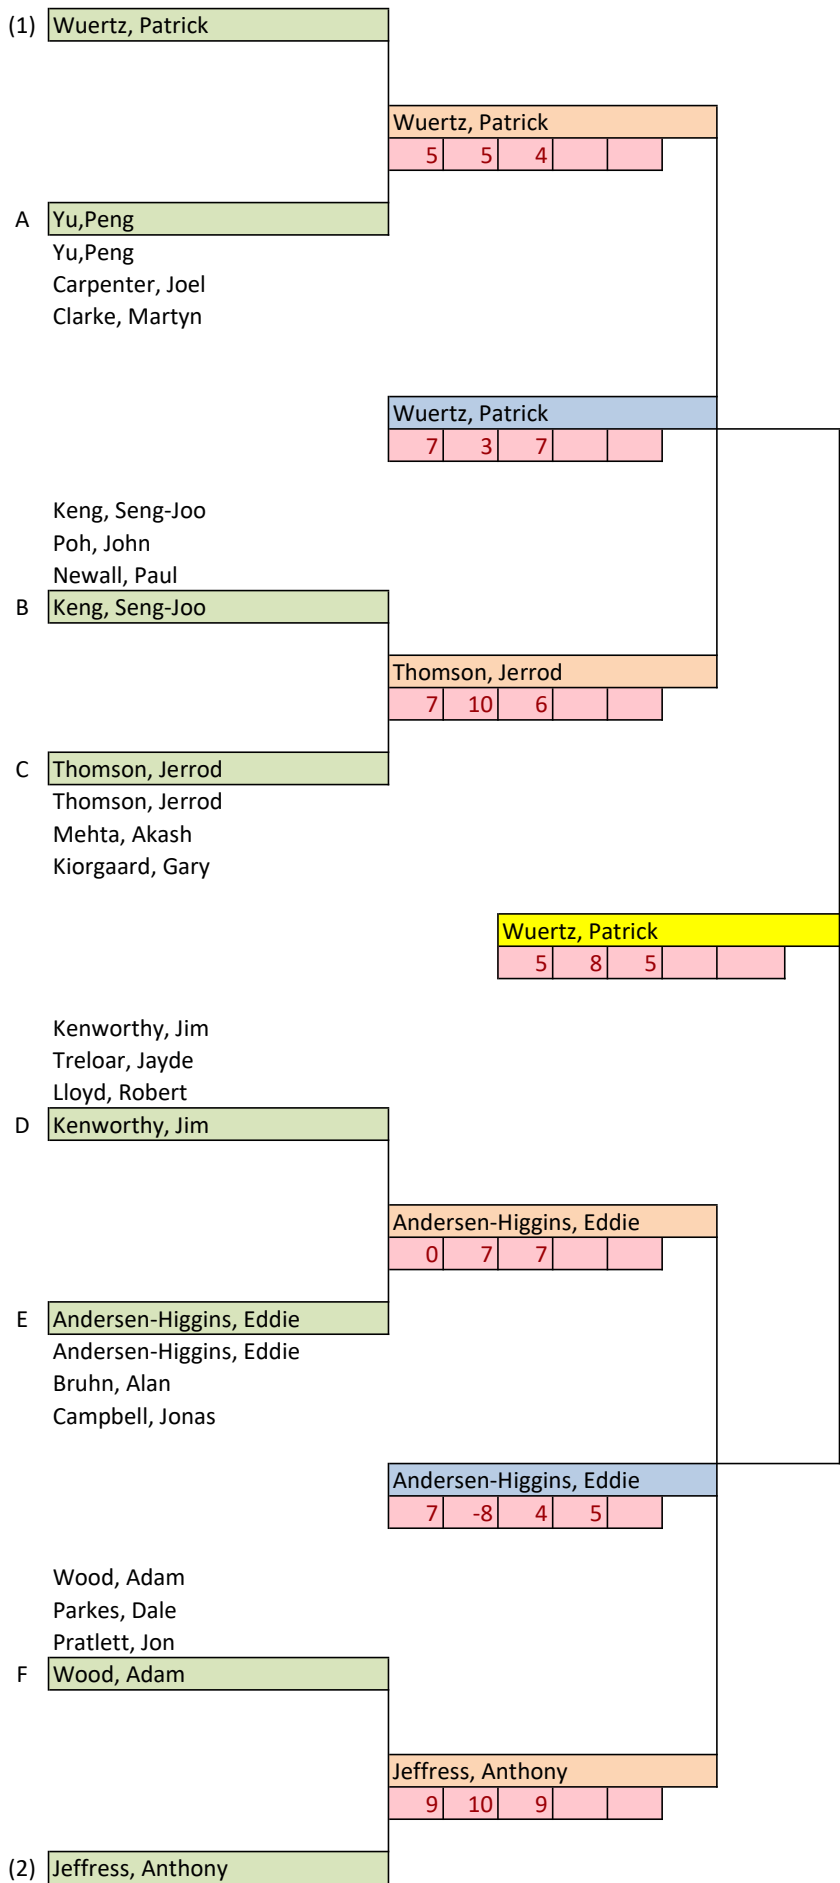 (1) Wuertz, Patrick
Wuertz, Patrick
5 5 4
A Yu,Peng
Yu,Peng
Carpenter, Joel
Clarke, Martyn
Wuertz, Patrick
7 3 7
Keng, Seng-Joo
Poh, John
Newall, Paul
B Keng, Seng-Joo
Thomson, Jerrod
7 10 6
C Thomson, Jerrod
Thomson, Jerrod
Mehta, Akash
Kiorgaard, Gary
Wuertz, Patrick
5 8 5
Kenworthy, Jim
Treloar, Jayde
Lloyd, Robert
D Kenworthy, Jim
Andersen-Higgins, Eddie
0 7 7
E Andersen-Higgins, Eddie
Andersen-Higgins, Eddie
Bruhn, Alan
Campbell, Jonas
Andersen-Higgins, Eddie
7 -8 4 5
Wood, Adam
Parkes, Dale
Pratlett, Jon
F Wood, Adam
Jeffress, Anthony
9 10 9
(2) Jeffress, Anthony